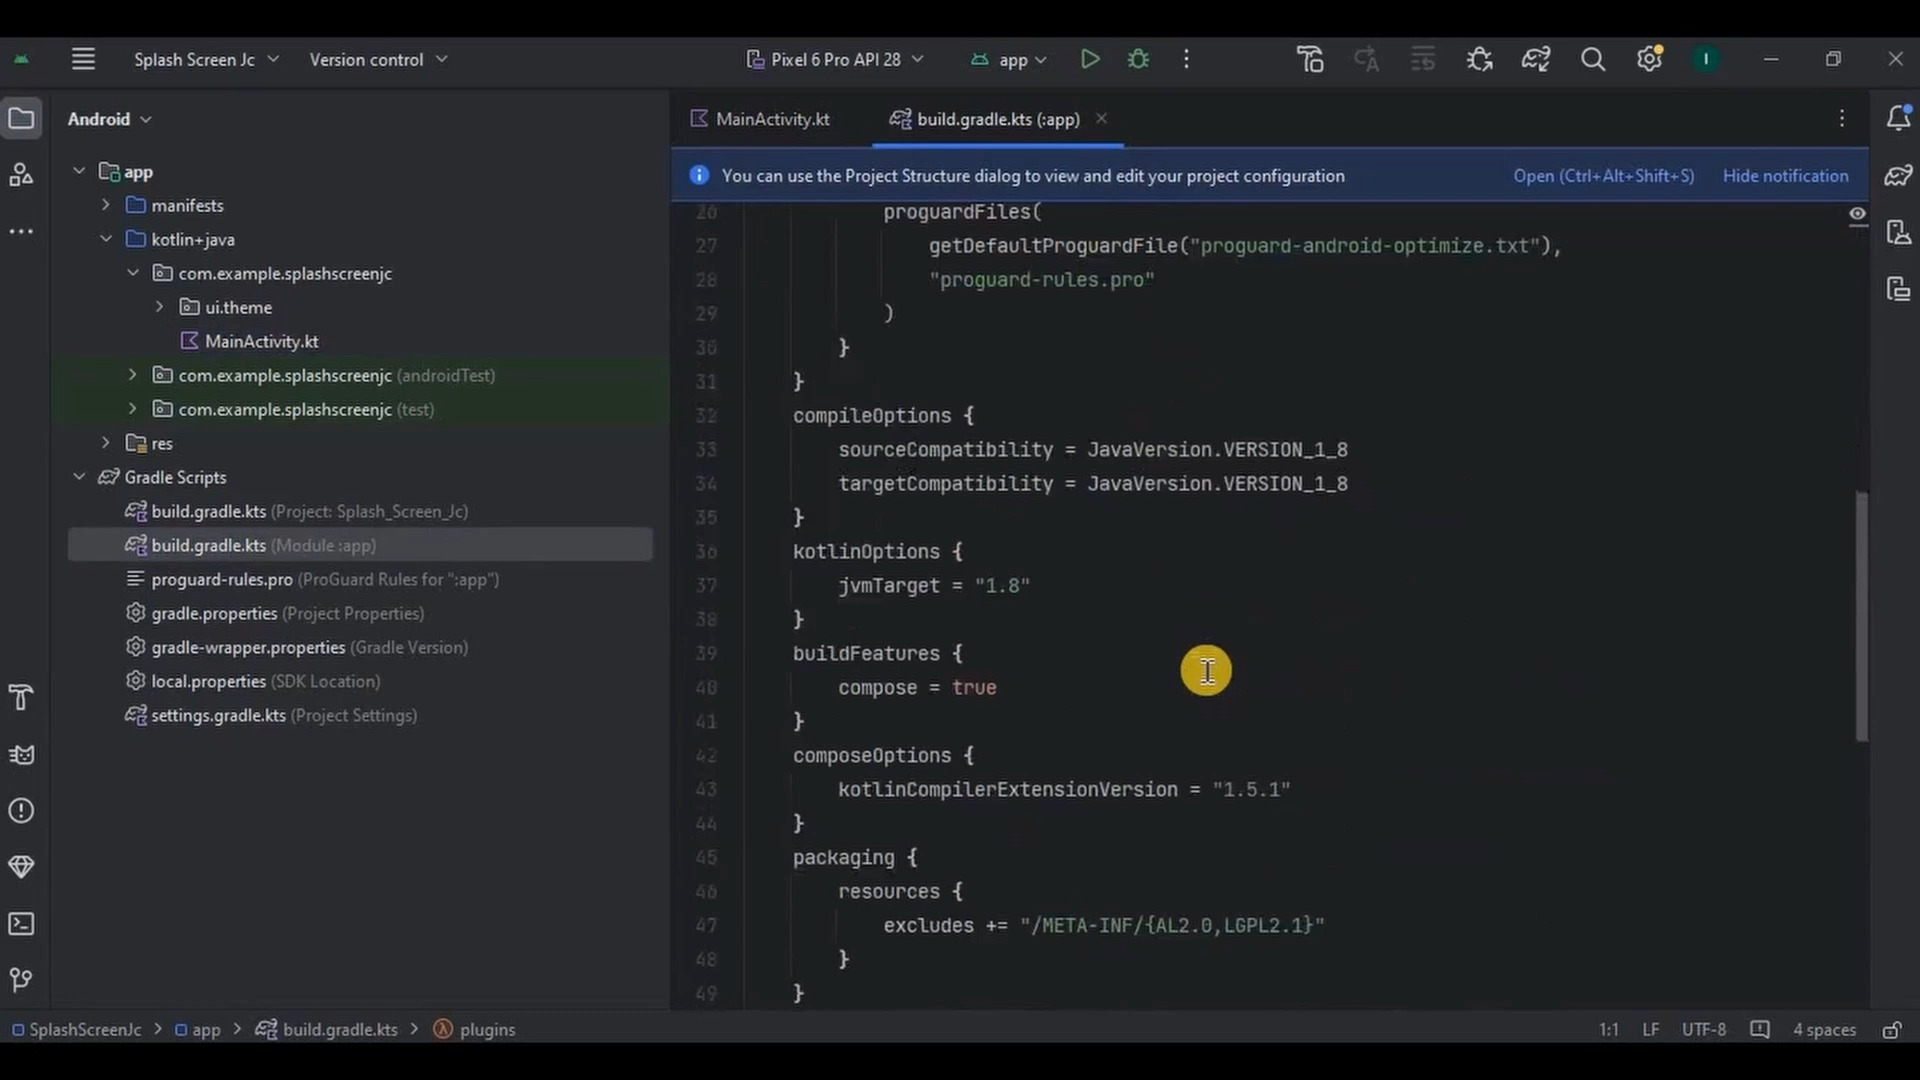 Splash Screen Jc
Version control
Pixel 6 Pro API 28
app
I
Android
MainActivity.kt
build.gradle.kts (:app)
You can use the Project Structure dialog to view and edit your project configuration
Open (Ctrl+Alt+Shift+S)
Hide notification
app
manifests
kotlin+java
com.example.splashscreenjc
ui.theme
MainActivity.kt
com.example.splashscreenjc (androidTest)
com.example.splashscreenjc (test)
res
Gradle Scripts
build.gradle.kts (Project: Splash_Screen_Jc)
build.gradle.kts (Module :app)
proguard-rules.pro (ProGuard Rules for ":app")
gradle.properties (Project Properties)
gradle-wrapper.properties (Gradle Version)
local.properties (SDK Location)
settings.gradle.kts (Project Settings)
26 proguardFiles(
27 getDefaultProguardFile("proguard-android-optimize.txt"),
28 "proguard-rules.pro"
29 )
30 }
31 }
32 compileOptions {
33 sourceCompatibility = JavaVersion.VERSION_1_8
34 targetCompatibility = JavaVersion.VERSION_1_8
35 }
36 kotlinOptions {
37 jvmTarget = "1.8"
38 }
39 buildFeatures {
40 compose = true
41 }
42 composeOptions {
43 kotlinCompilerExtensionVersion = "1.5.1"
44 }
45 packaging {
46 resources {
47 excludes += "/META-INF/{AL2.0,LGPL2.1}"
48 }
49 }
SplashScreenJc > app > build.gradle.kts > plugins
1:1 LF UTF-8 4 spaces